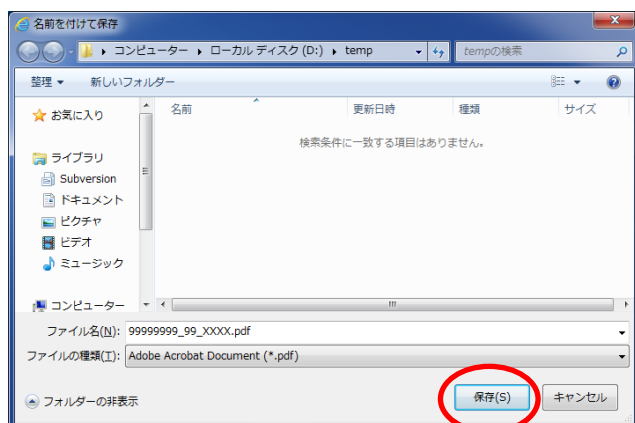 名前を付けて保存
コンピューター ▸ ローカル ディスク (D:) ▸ temp
tempの検索
整理 ▼ 新しいフォルダー
お気に入り
ライブラリ
Subversion
ドキュメント
ピクチャ
ビデオ
ミュージック
コンピューター
名前 更新日時 種類 サイズ
検索条件に一致する項目はありません。
ファイル名(N): 99999999_99_XXXX.pdf
ファイルの種類(T): Adobe Acrobat Document (*.pdf)
フォルダーの非表示 保存(S) キャンセル